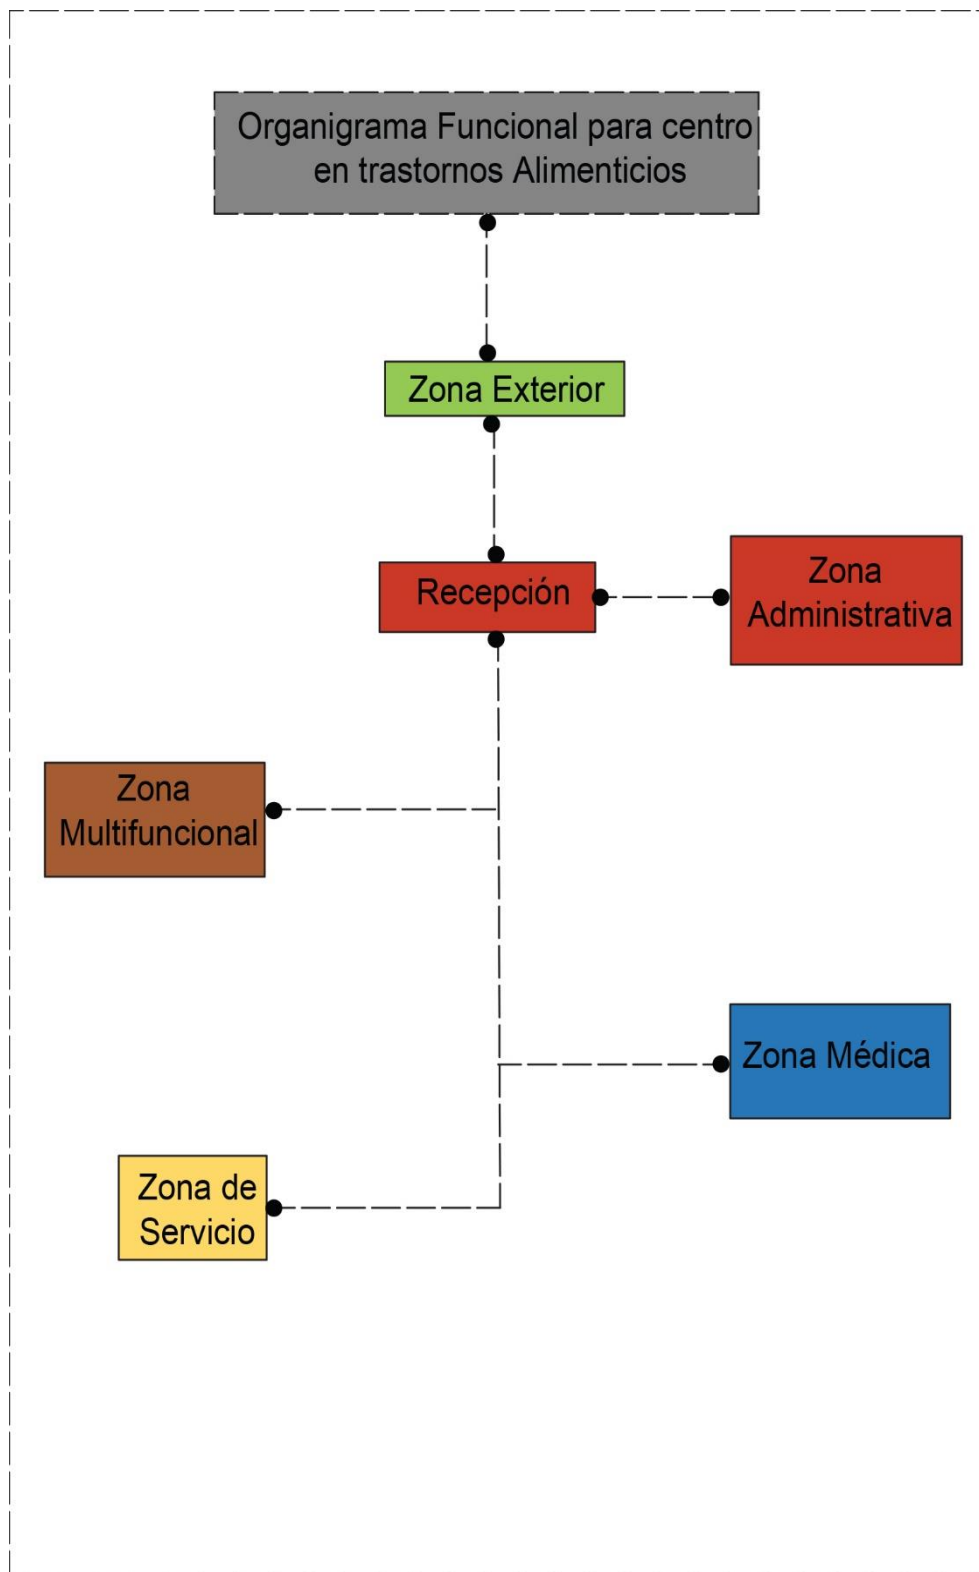 Organigrama Funcional para centro
en trastornos Alimenticios
Zona Exterior
Recepción
Zona
Administrativa
Zona
Multifuncional
Zona Médica
Zona de
Servicio